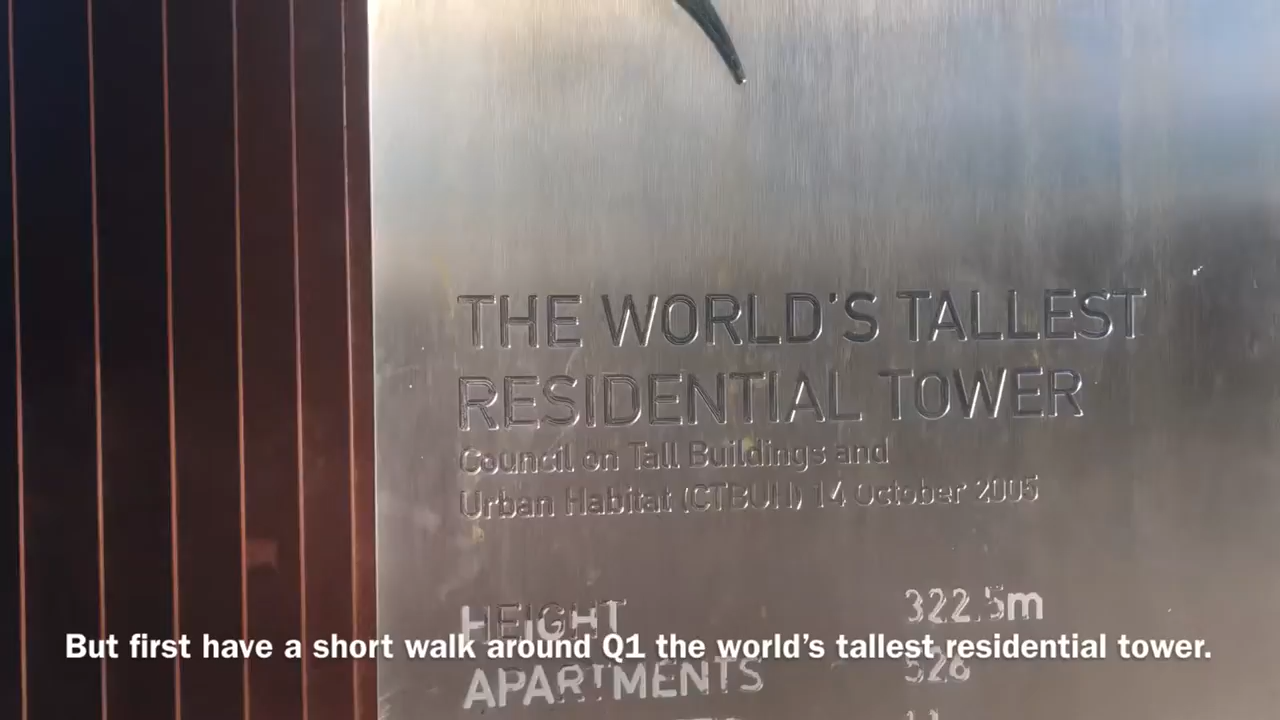 THE WORLD'S TALLEST
RESIDENTIAL TOWER
Council on Tall Buildings and
Urban Habitat (CTBUH) 14 October 2005
HEIGHT 322.5m
But first have a short walk around Q1 the world's tallest residential tower.
APARTMENTS 526